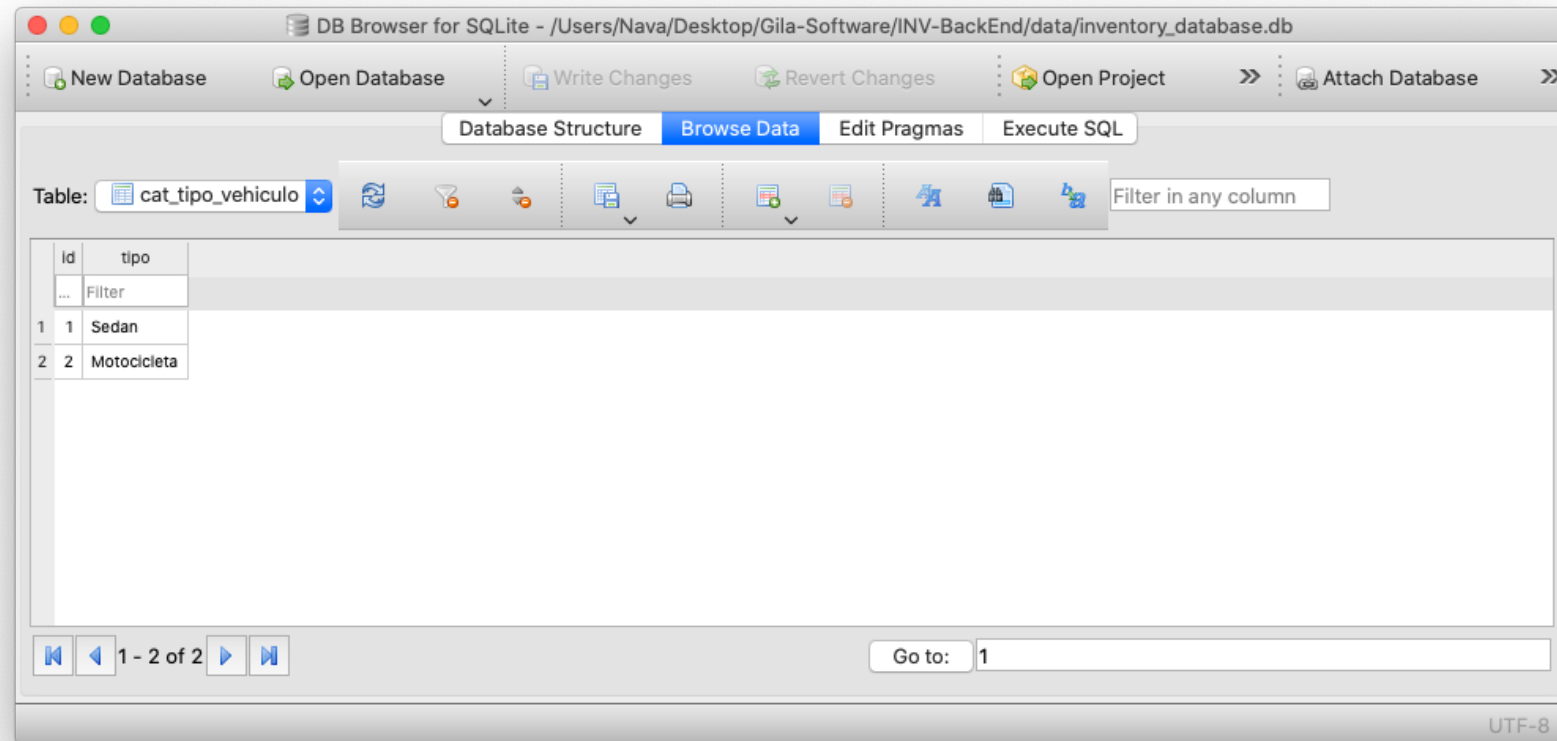 DB Browser for SQLite - /Users/Nava/Desktop/Gila-Software/INV-BackEnd/data/inventory_database.db
New Database Open Database Write Changes Revert Changes Open Project » Attach Database »
Database Structure Browse Data Edit Pragmas Execute SQL
Table: cat_tipo_vehiculo Filter in any column
id tipo
... Filter
1 1 Sedan
2 2 Motocicleta
1 - 2 of 2 Go to: 1
UTF-8